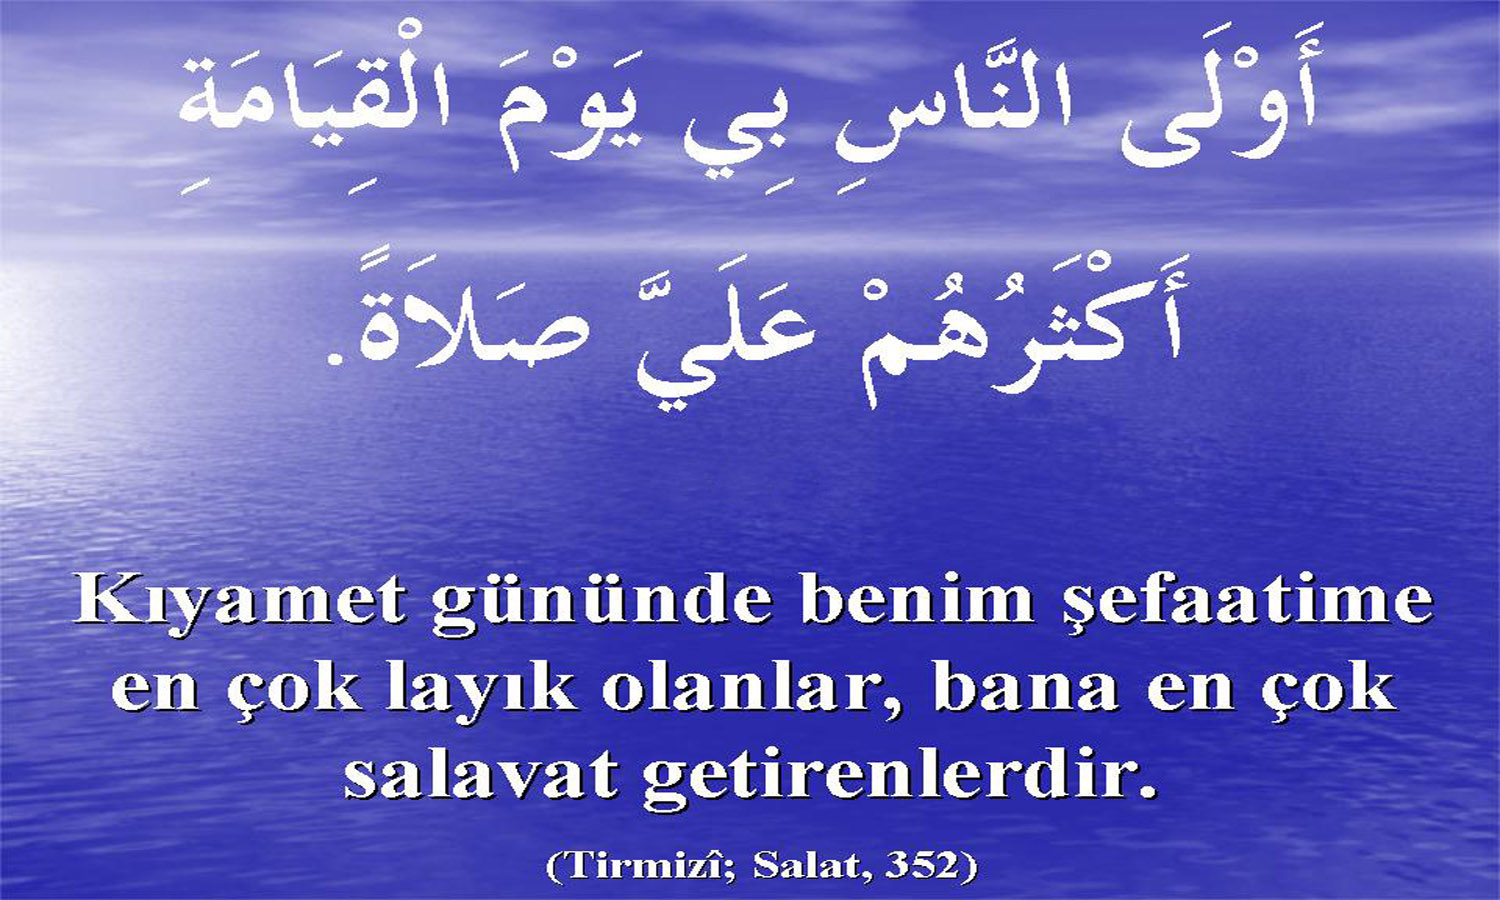 أَوْلَى النَّاسِ بِي يَوْمَ الْقِيَامَةِ
أَكْثَرُهُمْ عَلَيَّ صَلاَةً.
Kıyamet gününde benim şefaatime
en çok layık olanlar, bana en çok
salavat getirenlerdir.
(Tirmizî; Salat, 352)